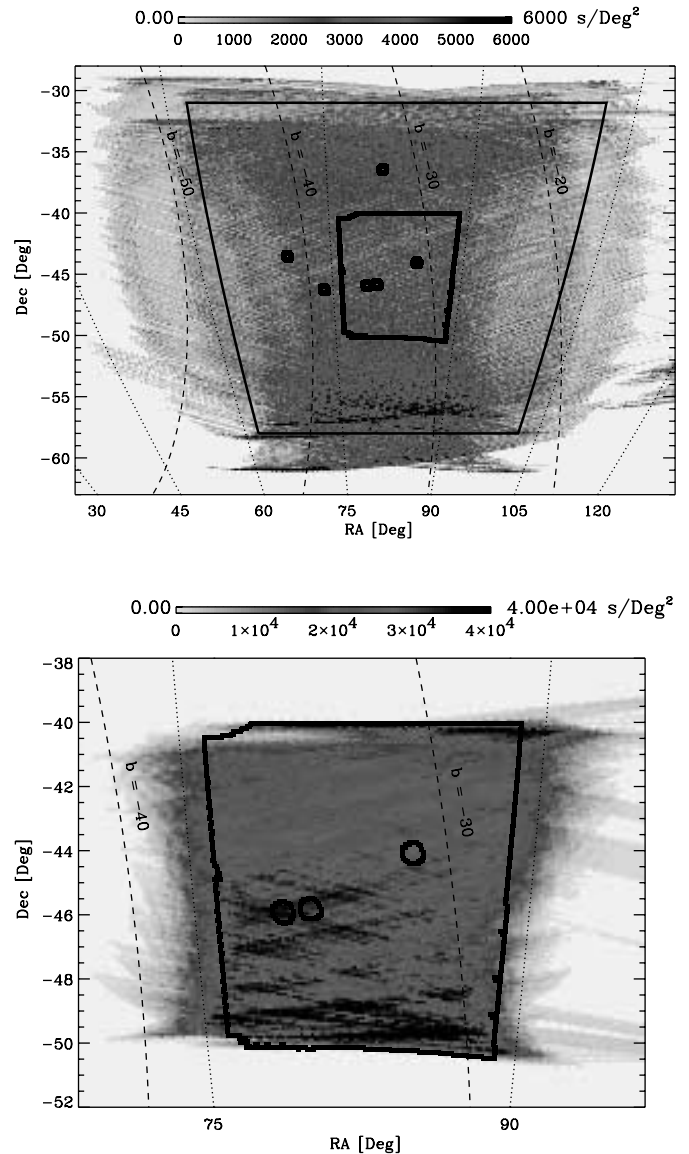 0.00 6000 s/Deg²
0 1000 2000 3000 4000 5000 6000
−30
−35
−40
−45
−50
−55
−60
Dec [Deg]
b = −50
b = −40
b = −30
b = −20
30 45 60 75 90 105 120
RA [Deg]
0.00 4.00e+04 s/Deg²
0 1×10⁴ 2×10⁴ 3×10⁴ 4×10⁴
−38
−40
−42
−44
−46
−48
−50
−52
Dec [Deg]
b = −40
b = −30
75 90
RA [Deg]